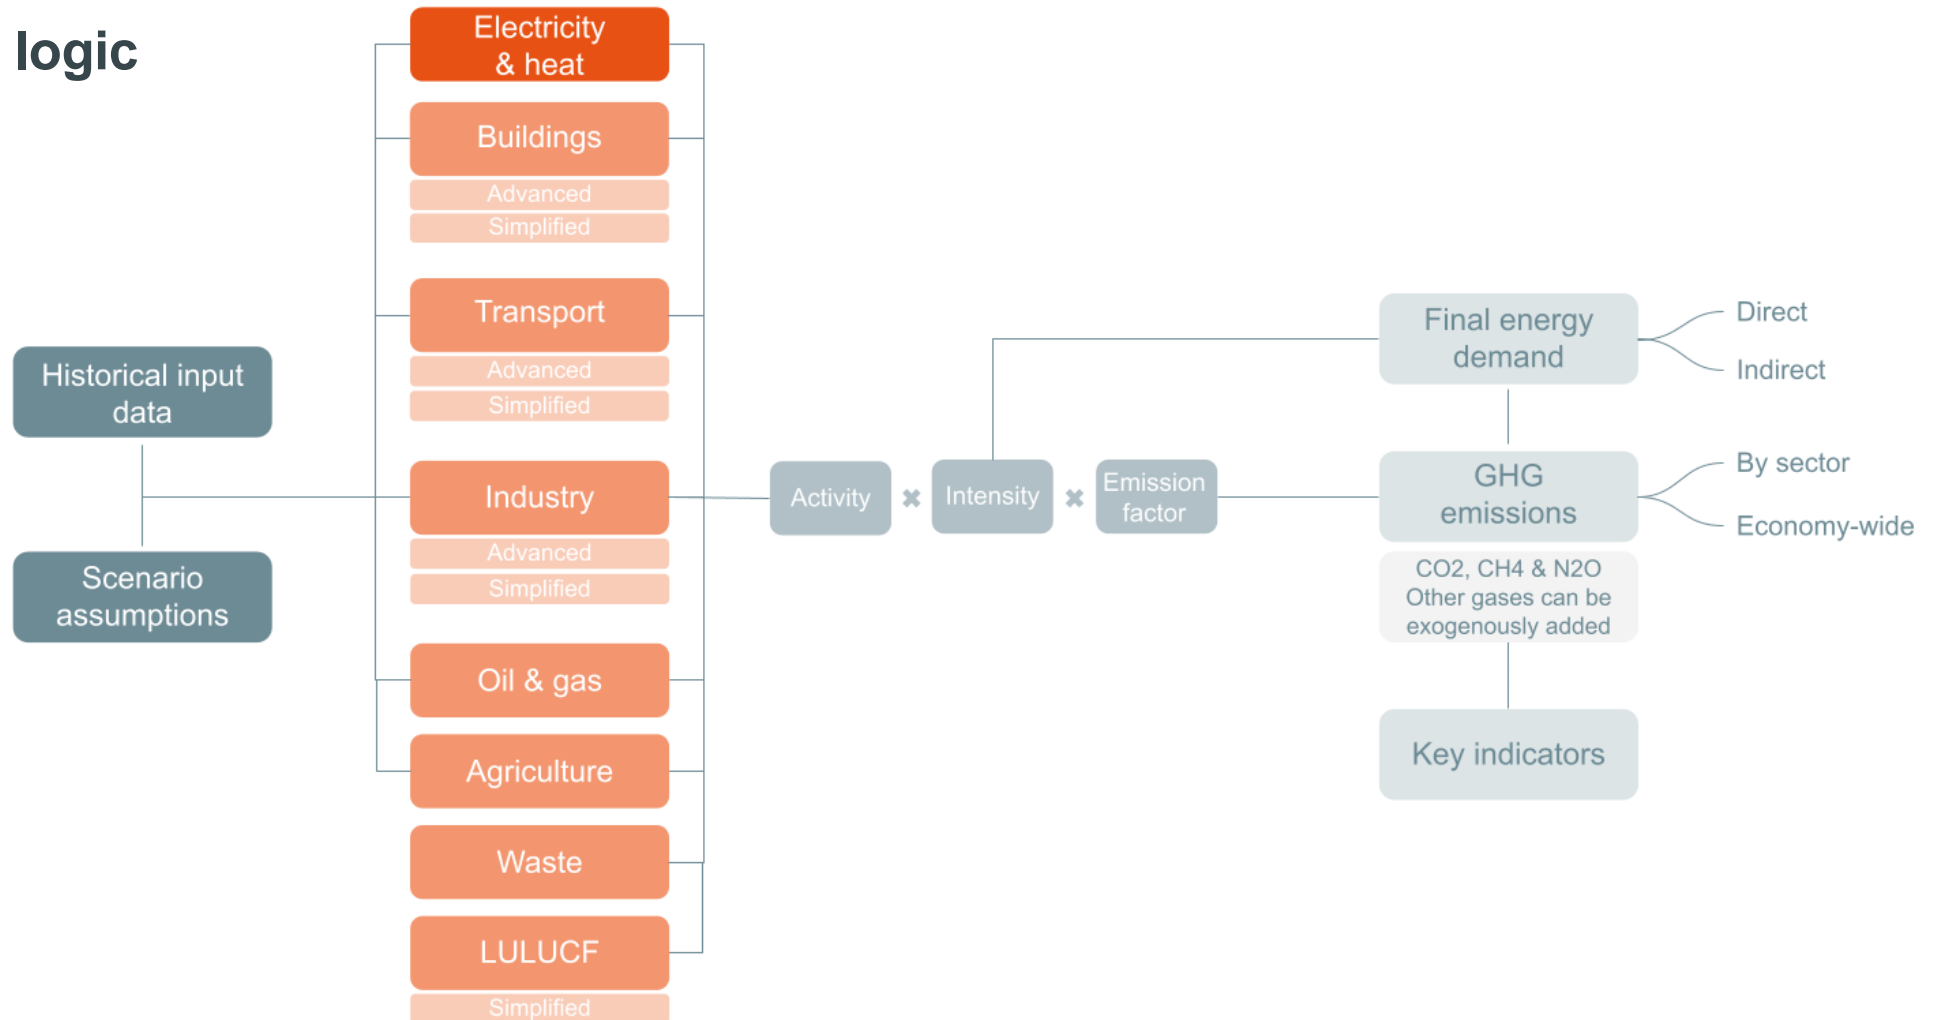 logic
Electricity
& heat
Buildings
Advanced
Simplified
Transport
Advanced
Simplified
Historical input
data
Scenario
assumptions
Industry
Advanced
Simplified
Oil & gas
Agriculture
Waste
LULUCF
Simplified
Activity
✖
Intensity
✖
Emission
factor
Final energy
demand
Direct
Indirect
GHG
emissions
By sector
Economy-wide
CO2, CH4 & N2O
Other gases can be
exogenously added
Key indicators